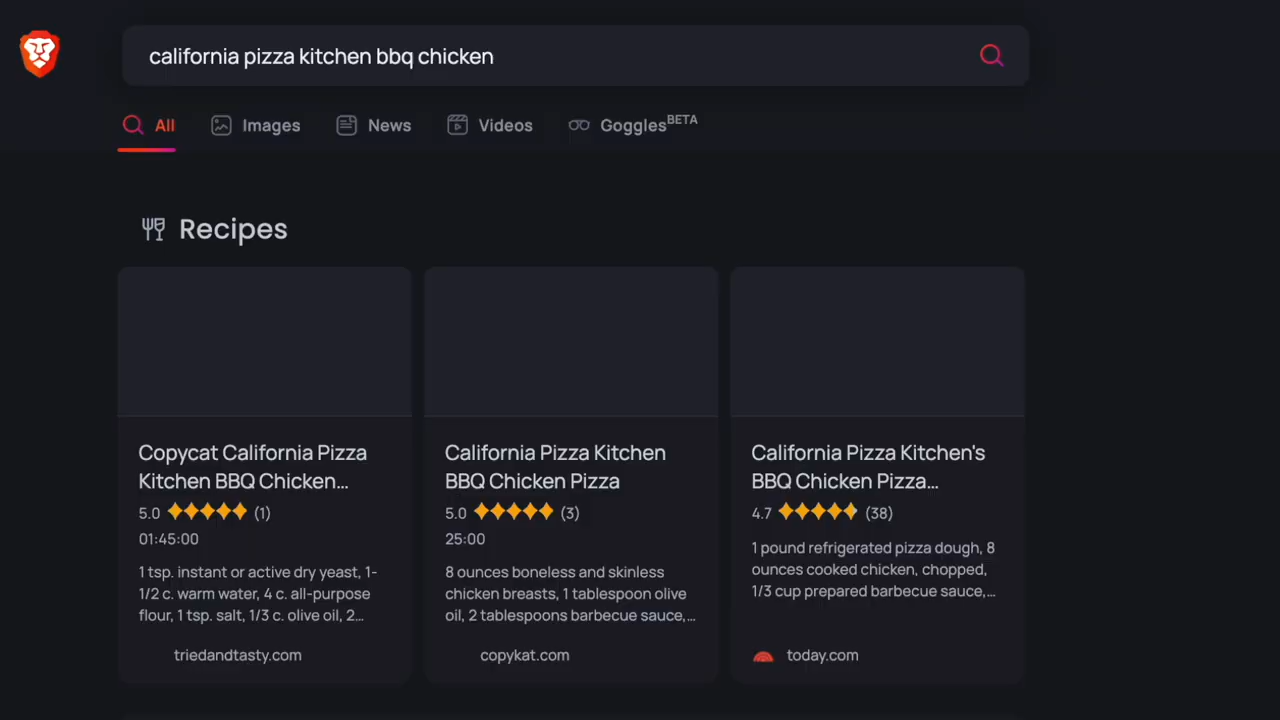 california pizza kitchen bbq chicken
All Images News Videos Goggles BETA
Recipes
Copycat California Pizza
Kitchen BBQ Chicken...
5.0 (1)
01:45:00
1 tsp. instant or active dry yeast, 1-
1/2 c. warm water, 4 c. all-purpose
flour, 1 tsp. salt, 1/3 c. olive oil, 2...
triedandtasty.com
California Pizza Kitchen
BBQ Chicken Pizza
5.0 (3)
25:00
8 ounces boneless and skinless
chicken breasts, 1 tablespoon olive
oil, 2 tablespoons barbecue sauce,...
copykat.com
California Pizza Kitchen's
BBQ Chicken Pizza...
4.7 (38)
1 pound refrigerated pizza dough, 8
ounces cooked chicken, chopped,
1/3 cup prepared barbecue sauce,...
today.com